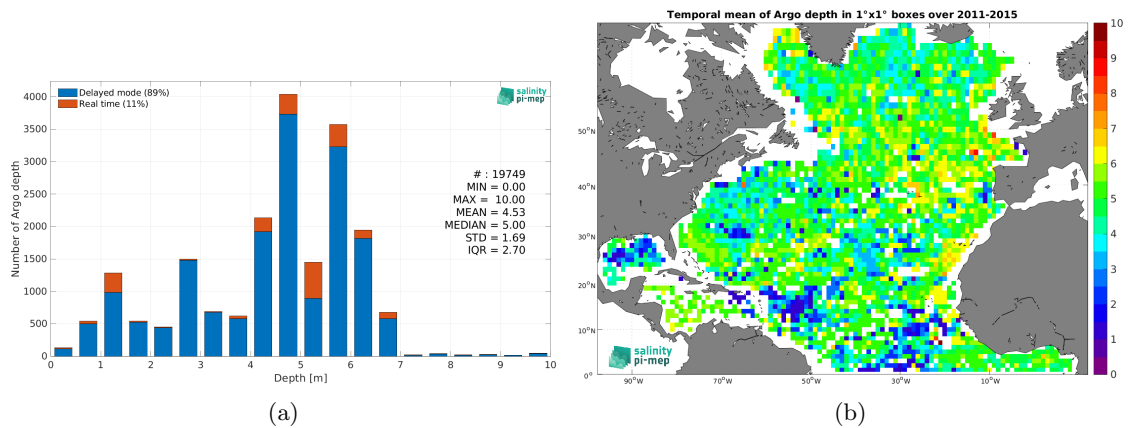 Delayed mode (89%)
Real time (11%)
salinity
pi-mep
Number of Argo depth
4000
3500
3000
2500
2000
1500
1000
500
0
# : 19749
MIN = 0.00
MAX = 10.00
MEAN = 4.53
MEDIAN = 5.00
STD = 1.69
IQR = 2.70
0 1 2 3 4 5 6 7 8 9 10
Depth [m]
(a)
Temporal mean of Argo depth in 1°x1° boxes over 2011-2015
50°N
40°N
30°N
20°N
10°N
0°
90°W 70°W 50°W 30°W 10°W
salinity
pi-mep
10
9
8
7
6
5
4
3
2
1
0
(b)